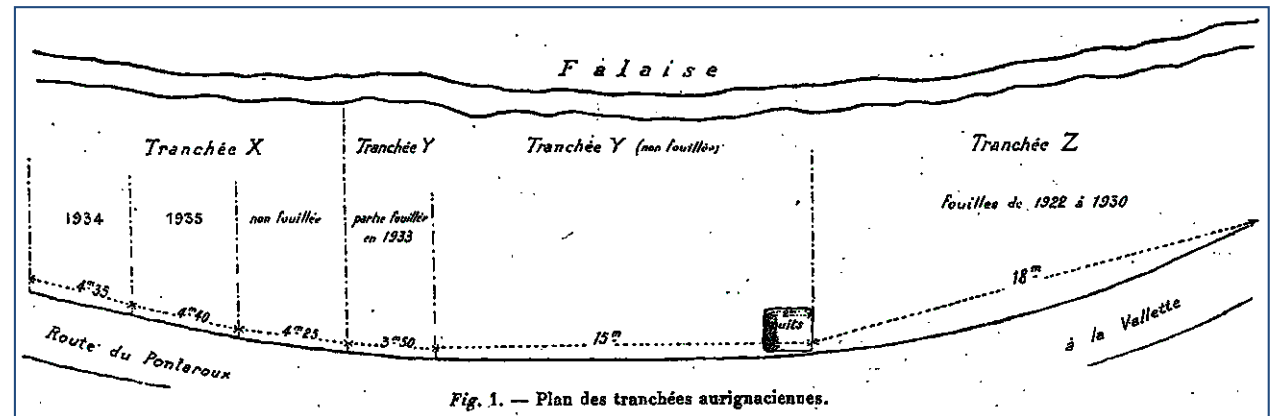 Falaise
Tranchée X
Tranchée Y
Tranchée Y (non fouillée)
Tranchée Z
1934
1935
non fouillée
partie fouillée
en 1933
Fouilles de 1922 à 1930
4m35
4m40
4m25
3m50
15m
18m
Route du Ponteroux
à la Vallette
Fig. 1. — Plan des tranchées aurignaciennes.